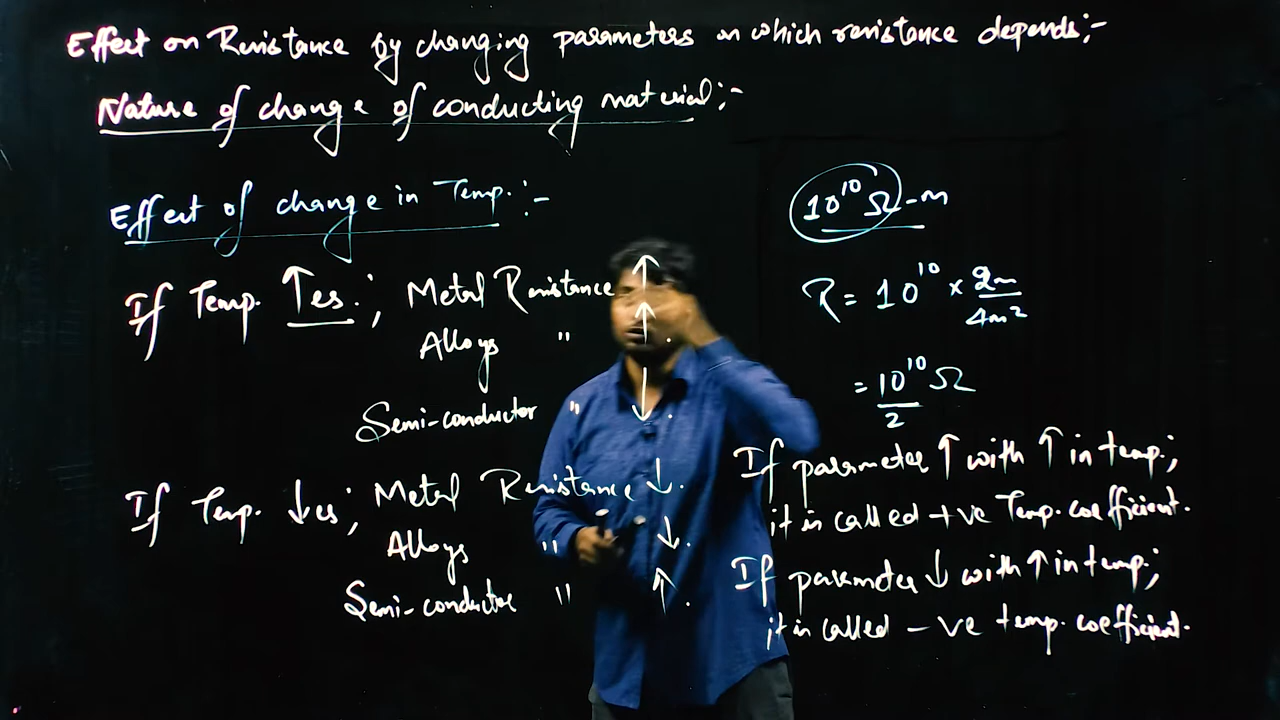 Effect on Resistance by changing parameters on which resistance depends:-
Nature of change of conducting material:-
Effect of change in Temp.:-
If Temp. ↑es.; Metal Resistance ↑
Alloys " ↑.
Semi-conductor " ↓.
If Temp. ↓es; Metal Resistance ↓.
Alloys " ↓.
Semi-conductor " ↑.
10¹⁰ Ω-m
R = 10¹⁰ × 2m/4m²
= 10¹⁰/2 Ω
If parameter ↑ with ↑ in temp.;
it is called +ve Temp. coefficient.
If parameter ↓ with ↑ in temp.;
it is called -ve temp. coefficient.